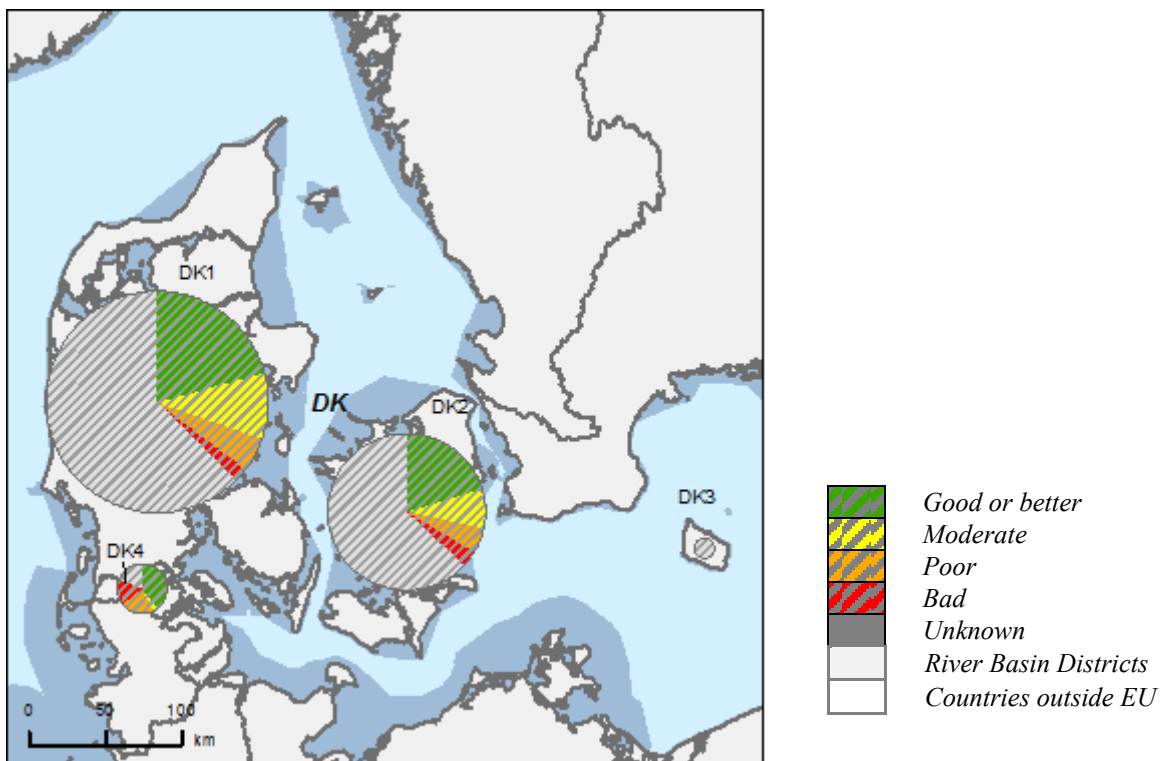 DK1
DK
DK2
DK3
DK4
0 50 100
km
Good or better
Moderate
Poor
Bad
Unknown
River Basin Districts
Countries outside EU